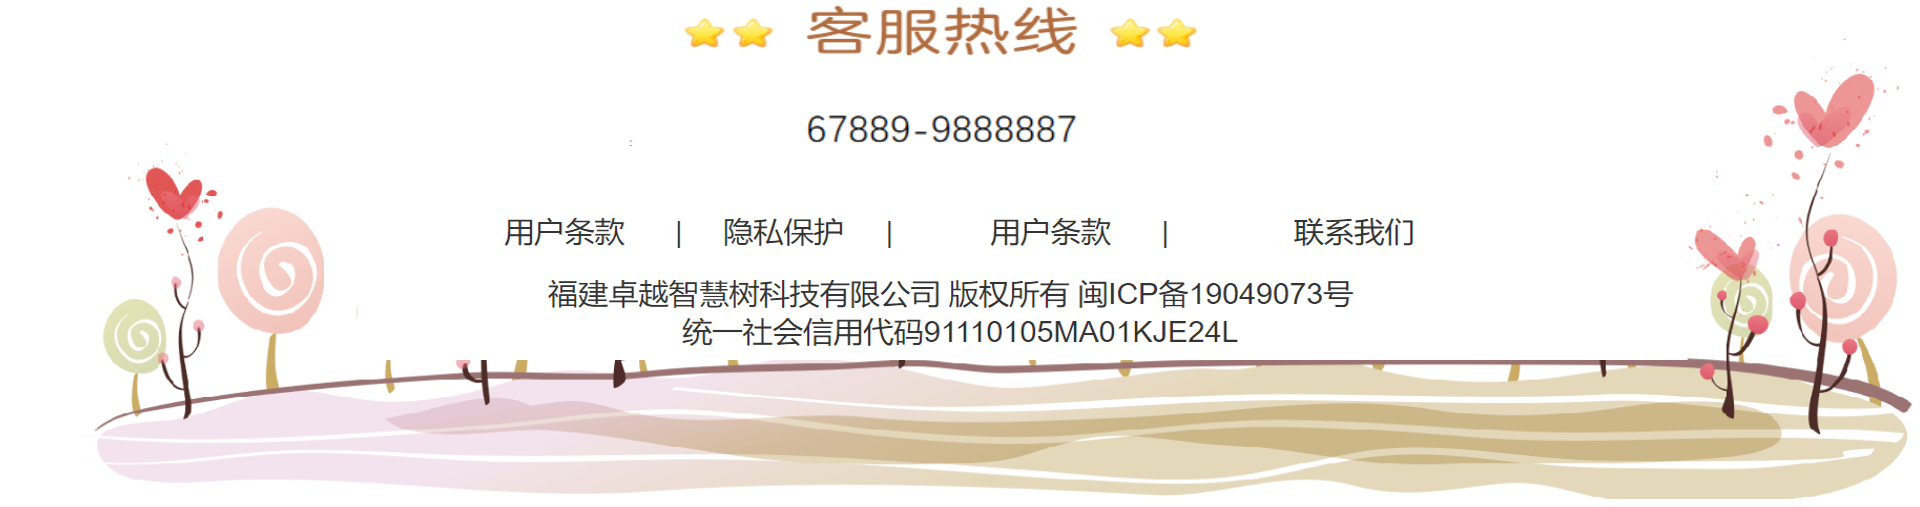 客服热线
67889-9888887
用户条款 | 隐私保护 | 用户条款 | 联系我们
福建卓越智慧树科技有限公司 版权所有 闽ICP备19049073号
统一社会信用代码91110105MA01KJE24L